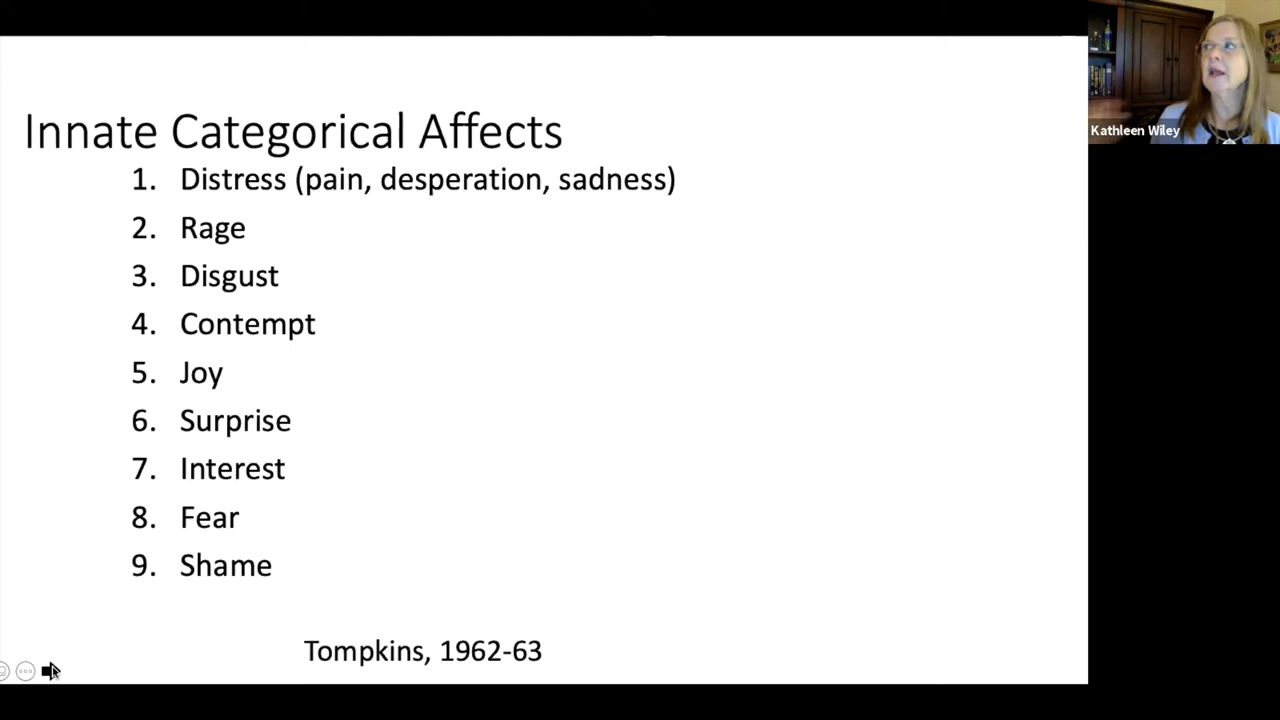 Innate Categorical Affects
1. Distress (pain, desperation, sadness)
2. Rage
3. Disgust
4. Contempt
5. Joy
6. Surprise
7. Interest
8. Fear
9. Shame
Tompkins, 1962-63
Kathleen Wiley